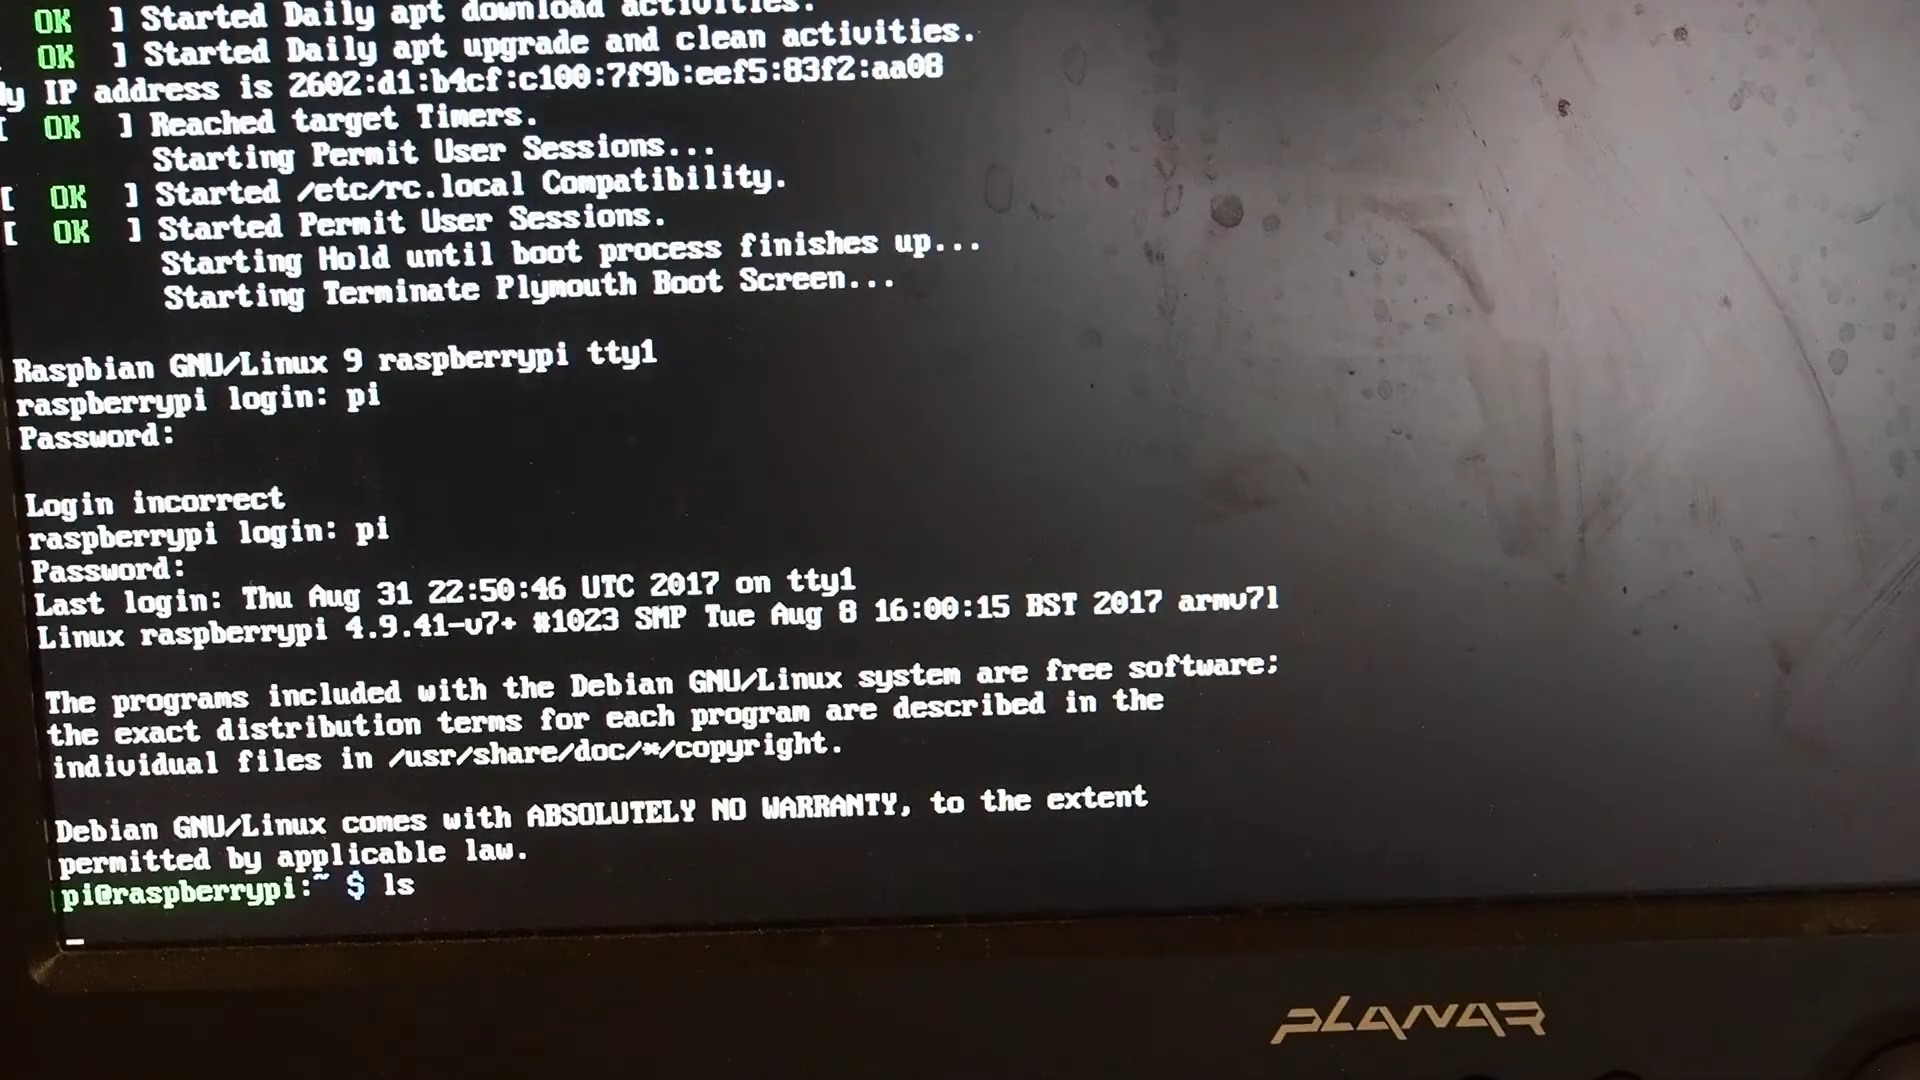 OK ] Started Daily apt download activities.
OK ] Started Daily apt upgrade and clean activities.
My IP address is 2602:d1:b4cf:c100:7f9b:eef5:83f2:aa08
[ OK ] Reached target Timers.
Starting Permit User Sessions...
[ OK ] Started /etc/rc.local Compatibility.
[ OK ] Started Permit User Sessions.
Starting Hold until boot process finishes up...
Starting Terminate Plymouth Boot Screen...
Raspbian GNU/Linux 9 raspberrypi tty1
raspberrypi login: pi
Password:
Login incorrect
raspberrypi login: pi
Password:
Last login: Thu Aug 31 22:50:46 UTC 2017 on tty1
Linux raspberrypi 4.9.41-v7+ #1023 SMP Tue Aug 8 16:00:15 BST 2017 armv7l
The programs included with the Debian GNU/Linux system are free software;
the exact distribution terms for each program are described in the
individual files in /usr/share/doc/*/copyright.
Debian GNU/Linux comes with ABSOLUTELY NO WARRANTY, to the extent
permitted by applicable law.
pi@raspberrypi:~ $ ls
PLANAR